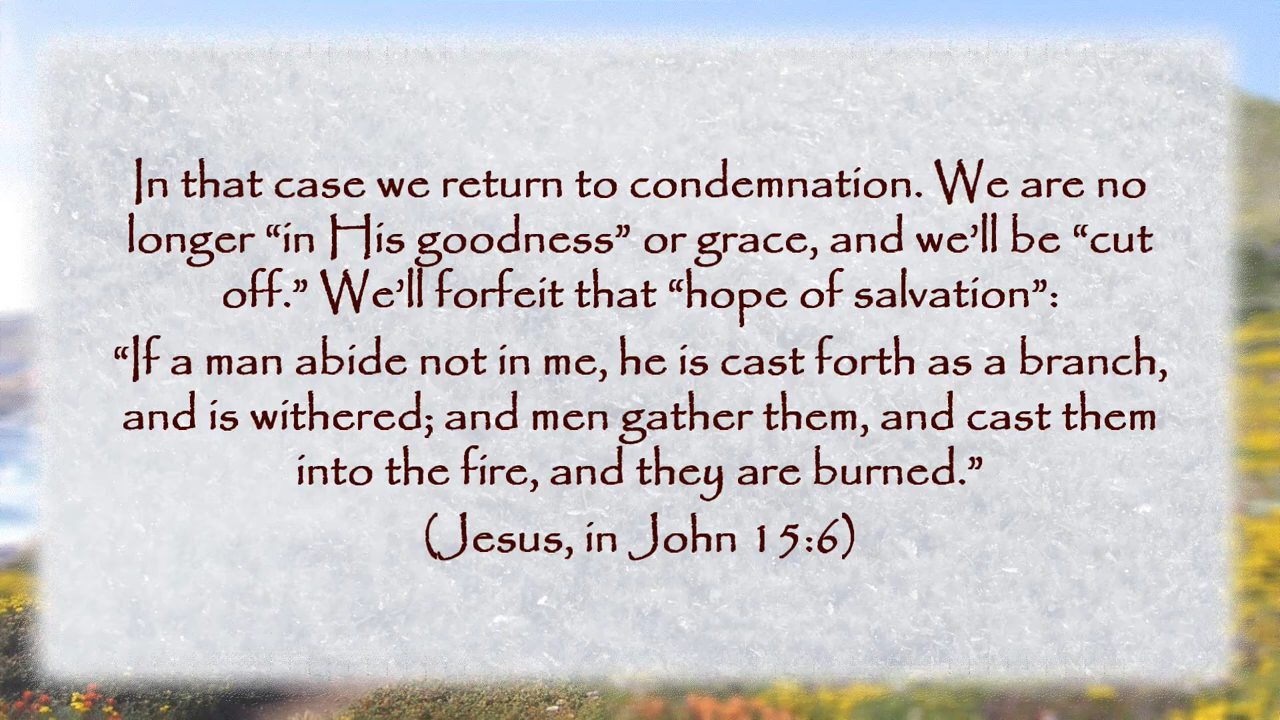 In that case we return to condemnation. We are no
longer “in His goodness” or grace, and we’ll be “cut
off.” We’ll forfeit that “hope of salvation”:
“If a man abide not in me, he is cast forth as a branch,
and is withered; and men gather them, and cast them
into the fire, and they are burned.”
(Jesus, in John 15:6)